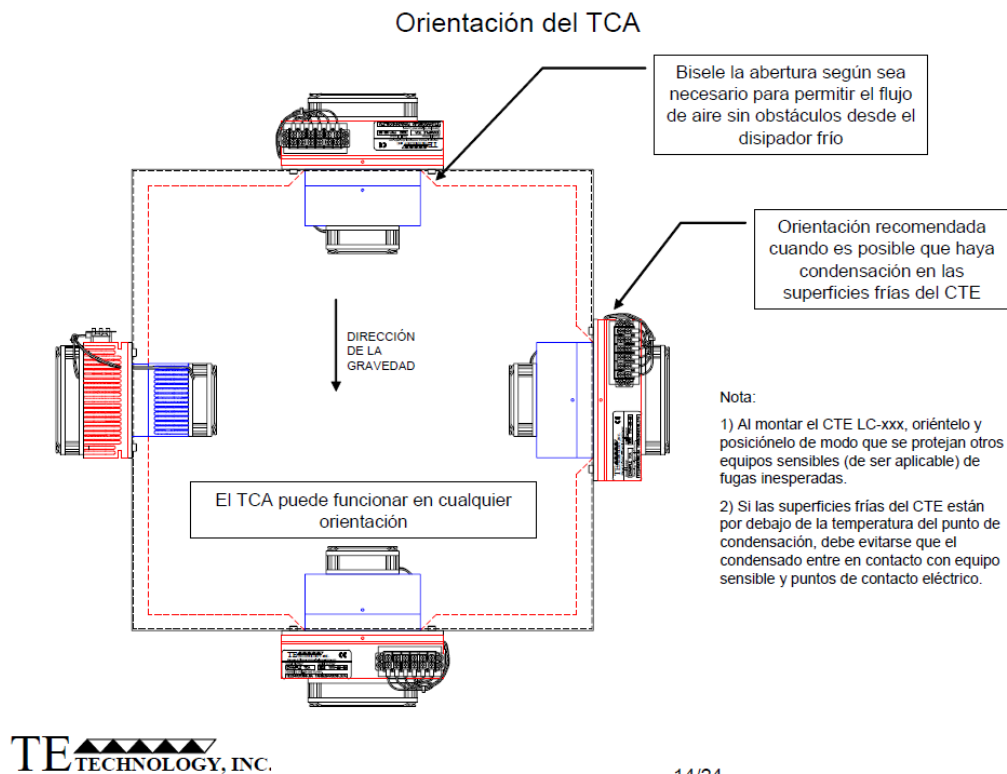 Orientación del TCA
Bisele la abertura según sea
necesario para permitir el flujo
de aire sin obstáculos desde el
disipador frío
Orientación recomendada
cuando es posible que haya
condensación en las
superficies frías del CTE
DIRECCIÓN
DE LA
GRAVEDAD
Nota:
1) Al montar el CTE LC-xxx, oriéntelo y
posiciónelo de modo que se protejan otros
equipos sensibles (de ser aplicable) de
fugas inesperadas.
2) Si las superficies frías del CTE están
por debajo de la temperatura del punto de
condensación, debe evitarse que el
condensado entre en contacto con equipo
sensible y puntos de contacto eléctrico.
El TCA puede funcionar en cualquier
orientación
TE TECHNOLOGY, INC.
14/24